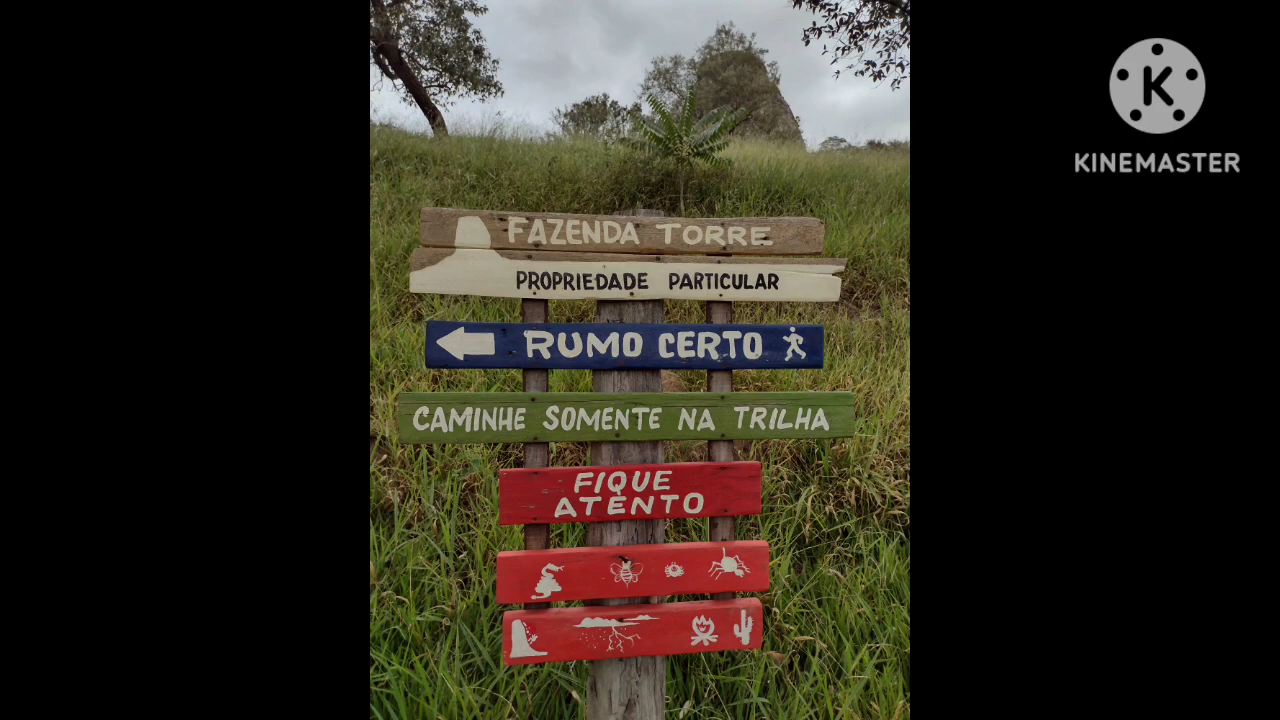 FAZENDA TORRE
PROPRIEDADE PARTICULAR
RUMO CERTO
CAMINHE SOMENTE NA TRILHA
FIQUE
ATENTO
K
KINEMASTER